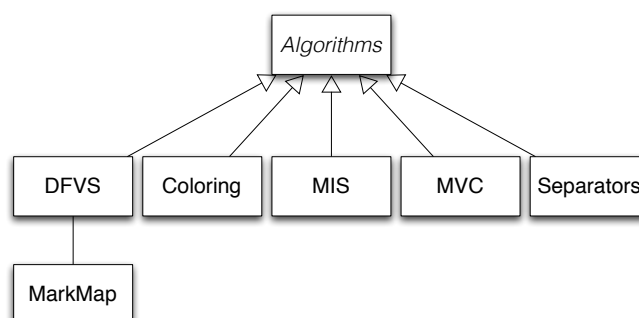 Algorithms
DFVS
Coloring
MIS
MVC
Separators
MarkMap